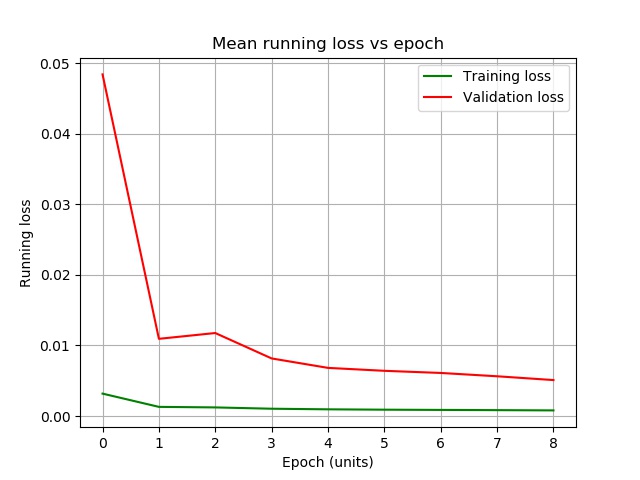 Mean running loss vs epoch
Training loss
Validation loss
0.05
0.04
0.03
0.02
0.01
0.00
Running loss
0 1 2 3 4 5 6 7 8
Epoch (units)